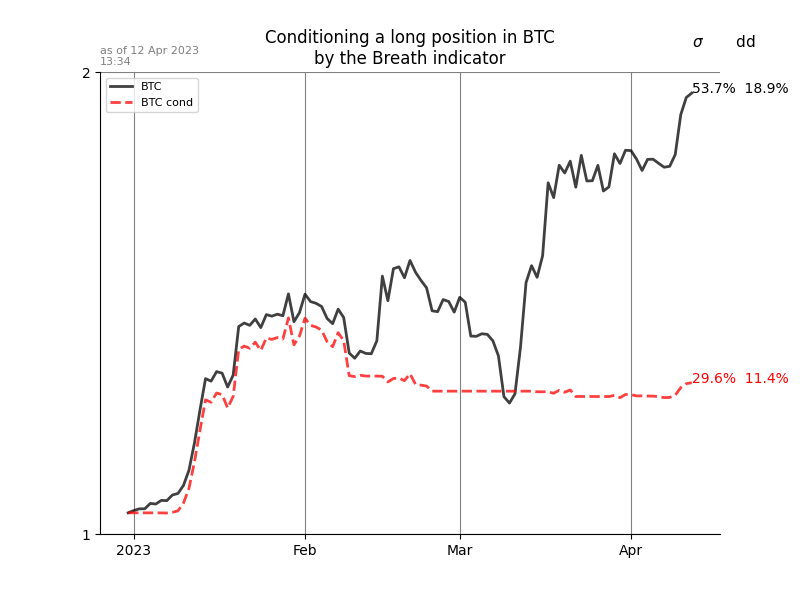 Conditioning a long position in BTC
by the Breath indicator
as of 12 Apr 2023
13:34
σ dd
2
BTC
BTC cond
53.7% 18.9%
29.6% 11.4%
1
2023 Feb Mar Apr